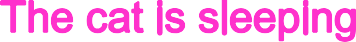 The cat is sleeping